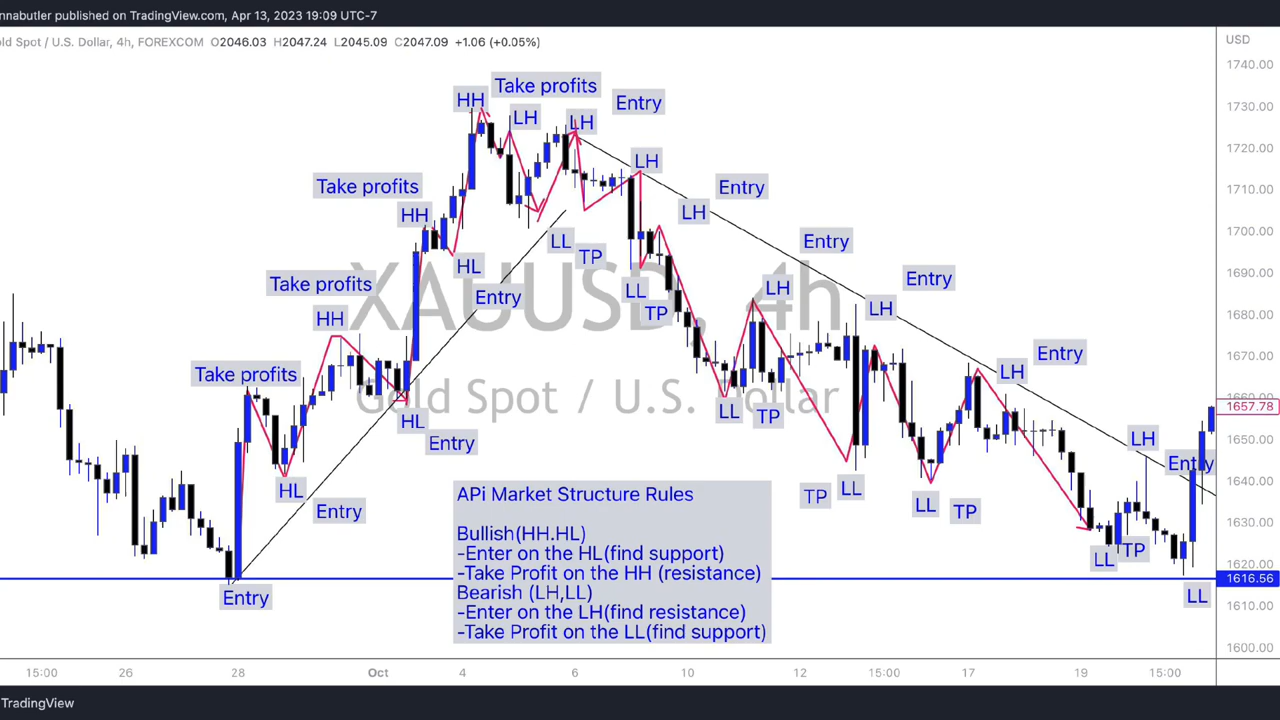 nnabutler published on TradingView.com, Apr 13, 2023 19:09 UTC-7
old Spot / U.S. Dollar, 4h, FOREXCOM O2046.03 H2047.24 L2045.09 C2047.09 +1.06 (+0.05%)
USD
1740.00
1730.00
1720.00
1710.00
1700.00
1690.00
1680.00
1670.00
1657.78
1650.00
1640.00
1630.00
1620.00
1616.56
1610.00
1600.00
XAUUSD, 4h
Gold Spot / U.S. Dollar
Take profits
HH
Entry
LH
LH
LH
Take profits
Entry
HH
LH
LL
Entry
TP
HL
Entry
Take profits
LL
LH
Entry
LH
TP
HH
Entry
LH
Take profits
LL
TP
HL
Entry
LH
Entry
HL
LL
TP
Entry
LL
TP
TP
LL
LL
Entry
API Market Structure Rules
Bullish(HH.HL)
-Enter on the HL(find support)
-Take Profit on the HH (resistance)
Bearish (LH,LL)
-Enter on the LH(find resistance)
-Take Profit on the LL(find support)
15:00 26 28 Oct 4 6 10 12 15:00 17 19 15:00
TradingView